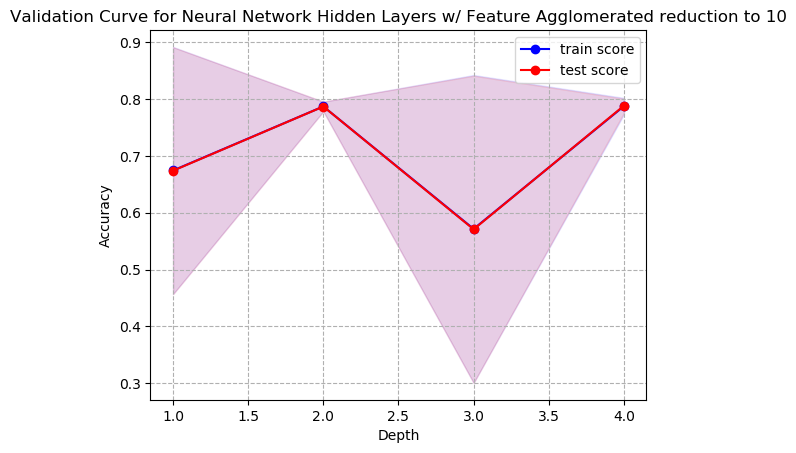 Validation Curve for Neural Network Hidden Layers w/ Feature Agglomerated reduction to 10
train score
test score
0.9
0.8
0.7
0.6
0.5
0.4
0.3
Accuracy
1.0 1.5 2.0 2.5 3.0 3.5 4.0
Depth